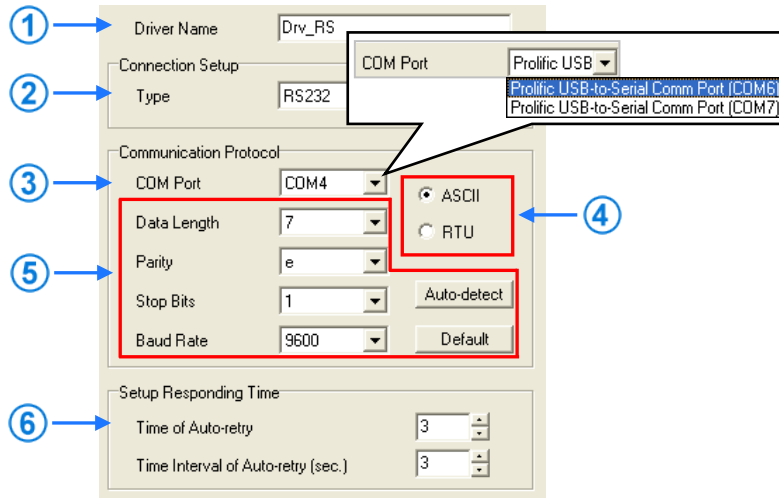 1
Driver Name
Drv_RS
COM Port
Prolific USB
Prolific USB-to-Serial Comm Port (COM6)
Prolific USB-to-Serial Comm Port (COM7)
Connection Setup
2
Type
RS232
Communication Protocol
3
COM Port
COM4
ASCII
RTU
4
5
Data Length
7
Parity
e
Stop Bits
1
Auto-detect
Baud Rate
9600
Default
Setup Responding Time
6
Time of Auto-retry
3
Time Interval of Auto-retry (sec.)
3